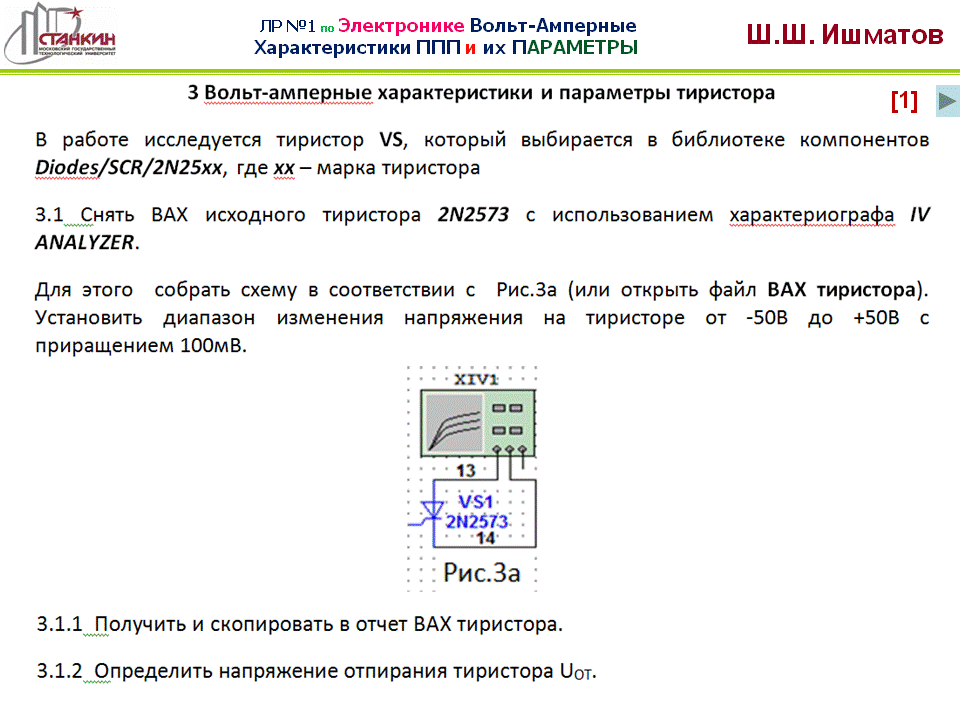 СТАНКИН
МОСКОВСКИЙ ГОСУДАРСТВЕННЫЙ
ТЕХНОЛОГИЧЕСКИЙ УНИВЕРСИТЕТ
ЛР №1 по Электронике Вольт-Амперные
Характеристики ППП и их ПАРАМЕТРЫ
Ш.Ш. Ишматов
3 Вольт-амперные характеристики и параметры тиристора
[1]
В работе исследуется тиристор VS, который выбирается в библиотеке компонентов
Diodes/SCR/2N25xx, где xx – марка тиристора
3.1 Снять ВАХ исходного тиристора 2N2573 с использованием характериографа IV
ANALYZER.
Для этого собрать схему в соответствии с Рис.3а (или открыть файл ВАХ тиристора).
Установить диапазон изменения напряжения на тиристоре от -50В до +50В с
приращением 100мВ.
XIV1
13
VS1
2N2573
14
Рис.3а
3.1.1 Получить и скопировать в отчет ВАХ тиристора.
3.1.2 Определить напряжение отпирания тиристора UОТ.